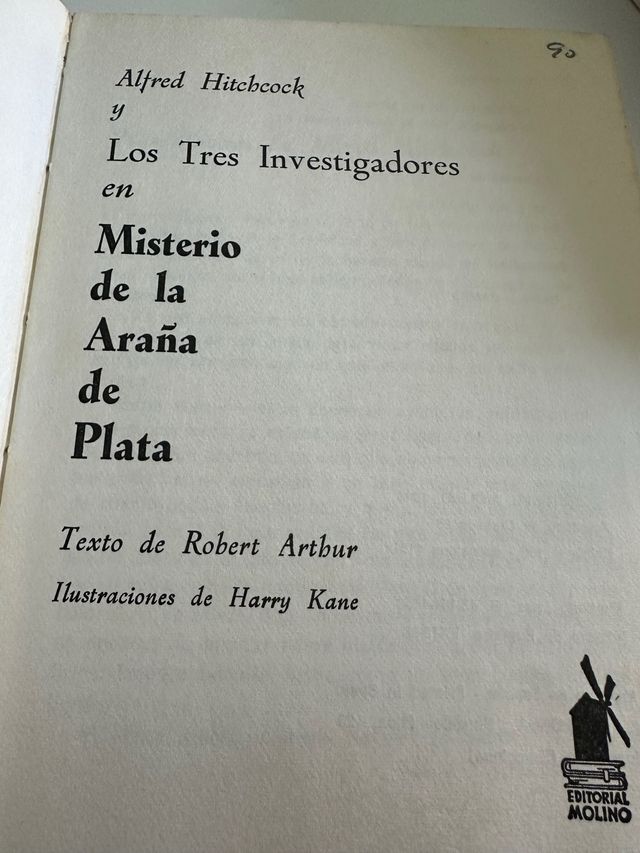 90
Alfred Hitchcock
y
Los Tres Investigadores
en
Misterio
de la
Araña
de
Plata
Texto de Robert Arthur
Ilustraciones de Harry Kane
EDITORIAL
MOLINO